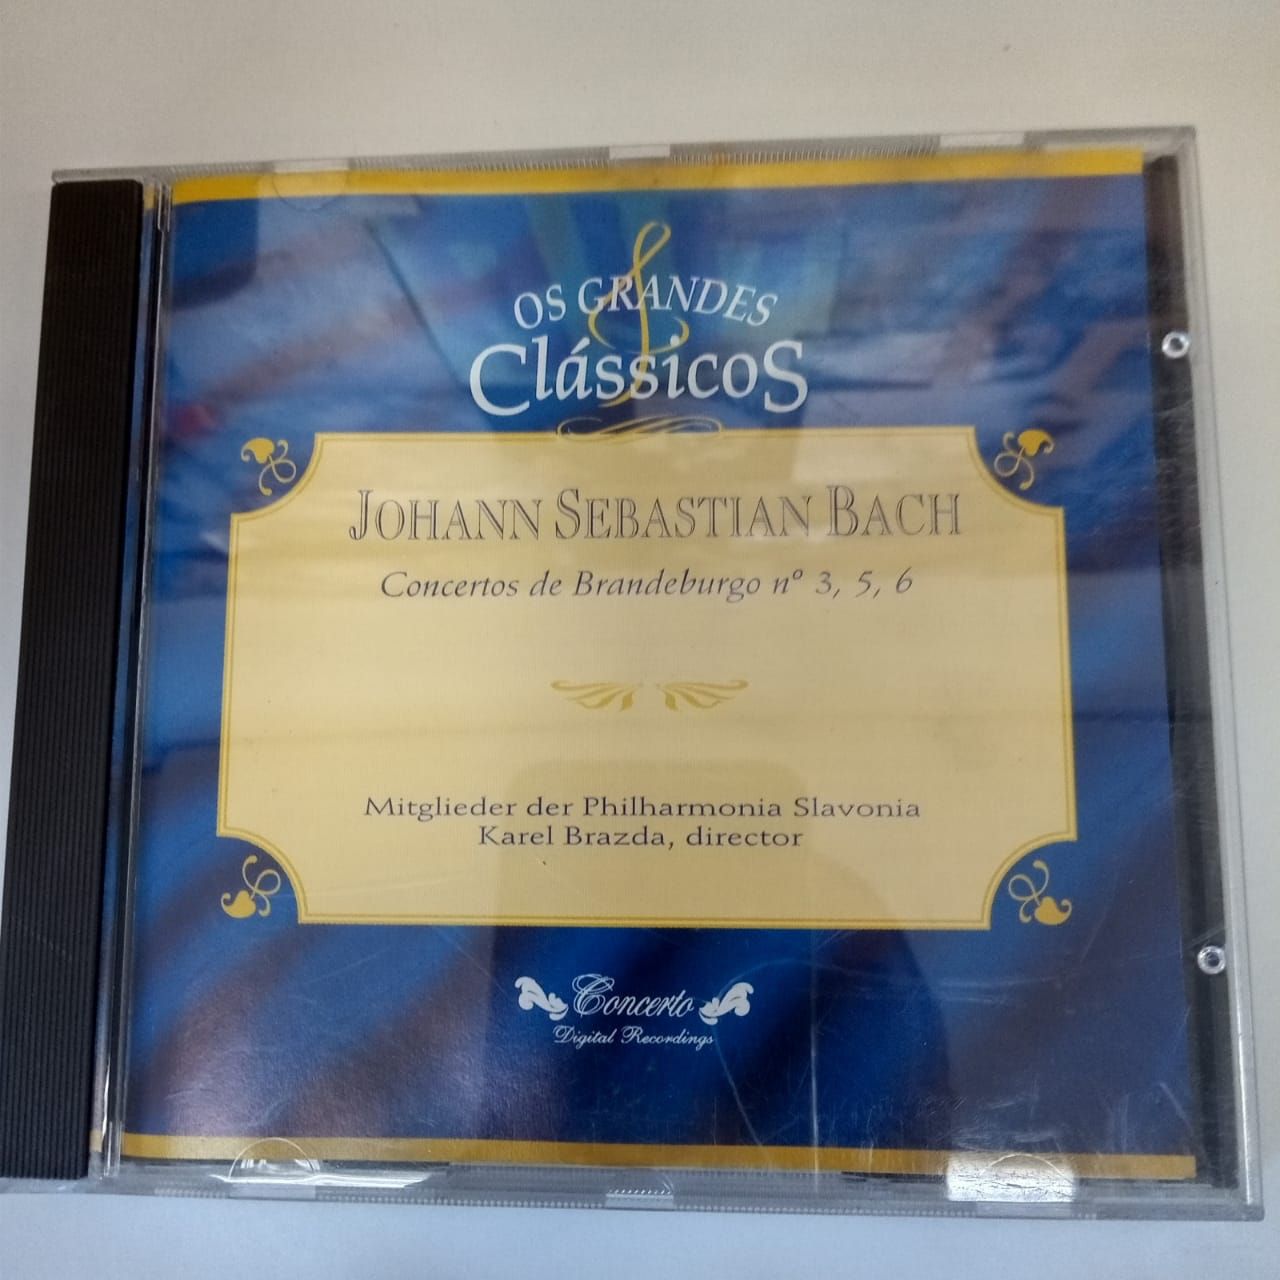 OS GRANDES
ClássicoS
JOHANN SEBASTIAN BACH
Concertos de Brandeburgo nº 3, 5, 6
Mitglieder der Philharmonia Slavonia
Karel Brazda, director
Concerto
Digital Recordings